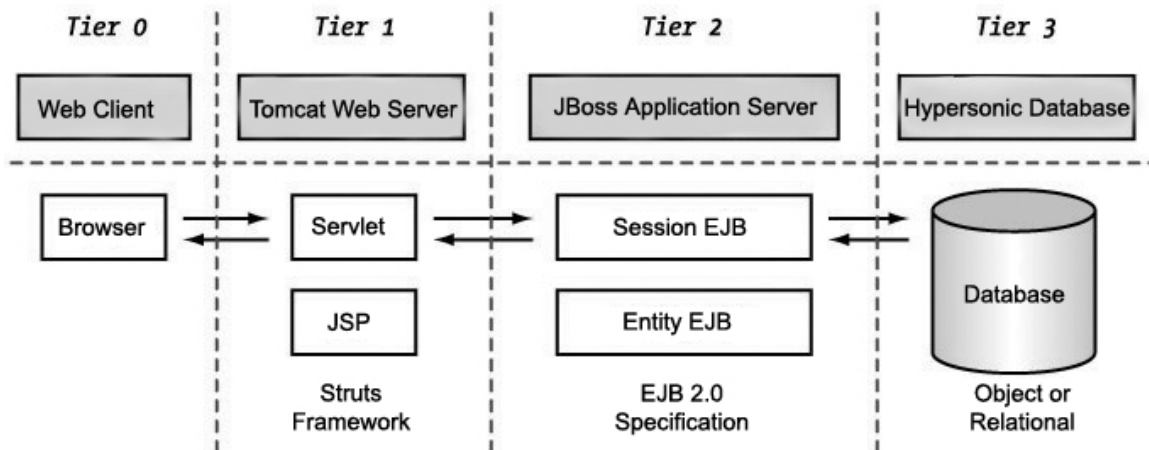 Tier 0
Tier 1
Tier 2
Tier 3
Web Client
Tomcat Web Server
JBoss Application Server
Hypersonic Database
Browser
Servlet
Session EJB
Database
JSP
Entity EJB
Struts
Framework
EJB 2.0
Specification
Object or
Relational